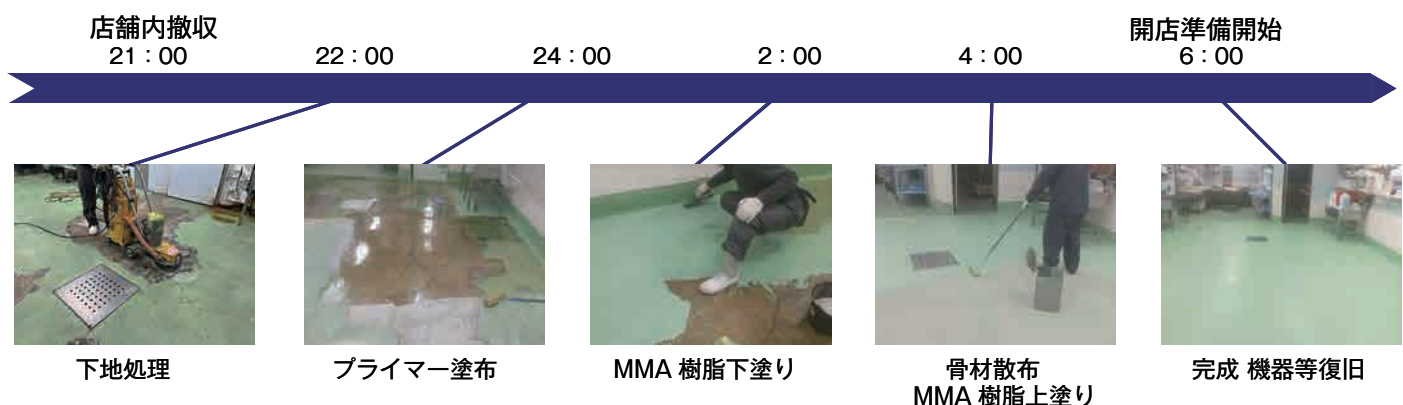 店舗内撤収
開店準備開始
21:00
22:00
24:00
2:00
4:00
6:00
下地処理
プライマー塗布
MMA 樹脂下塗り
骨材散布
MMA 樹脂上塗り
完成 機器等復旧